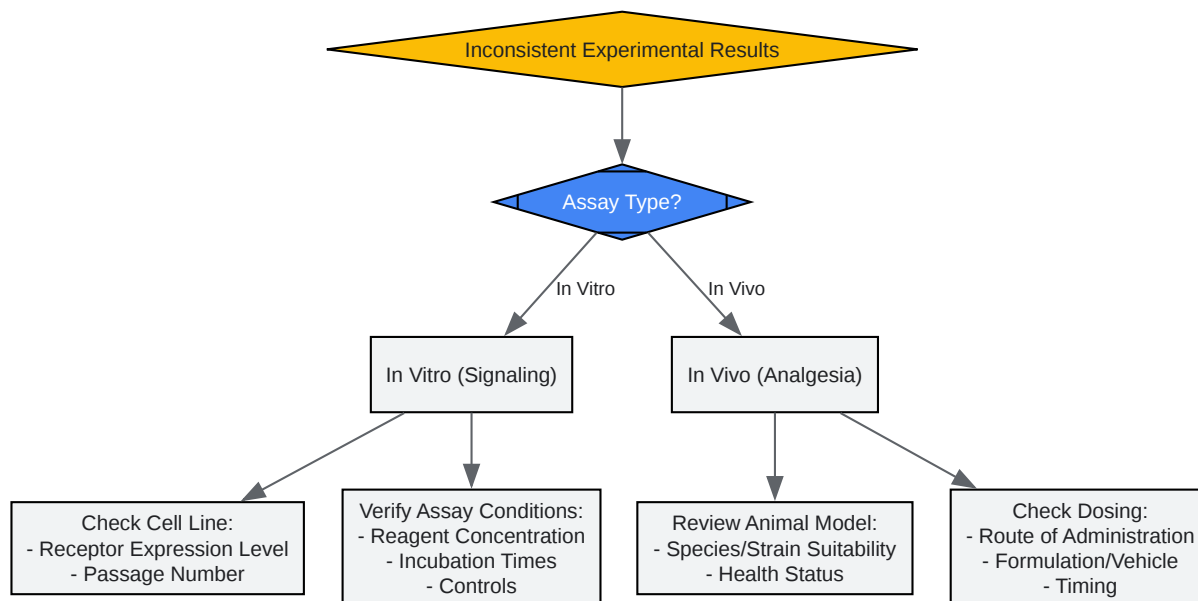 Inconsistent Experimental Results
Assay Type?
In Vitro
In Vivo
In Vitro (Signaling)
In Vivo (Analgesia)
Check Cell Line:
- Receptor Expression Level
- Passage Number
Verify Assay Conditions:
- Reagent Concentration
- Incubation Times
- Controls
Review Animal Model:
- Species/Strain Suitability
- Health Status
Check Dosing:
- Route of Administration
- Formulation/Vehicle
- Timing